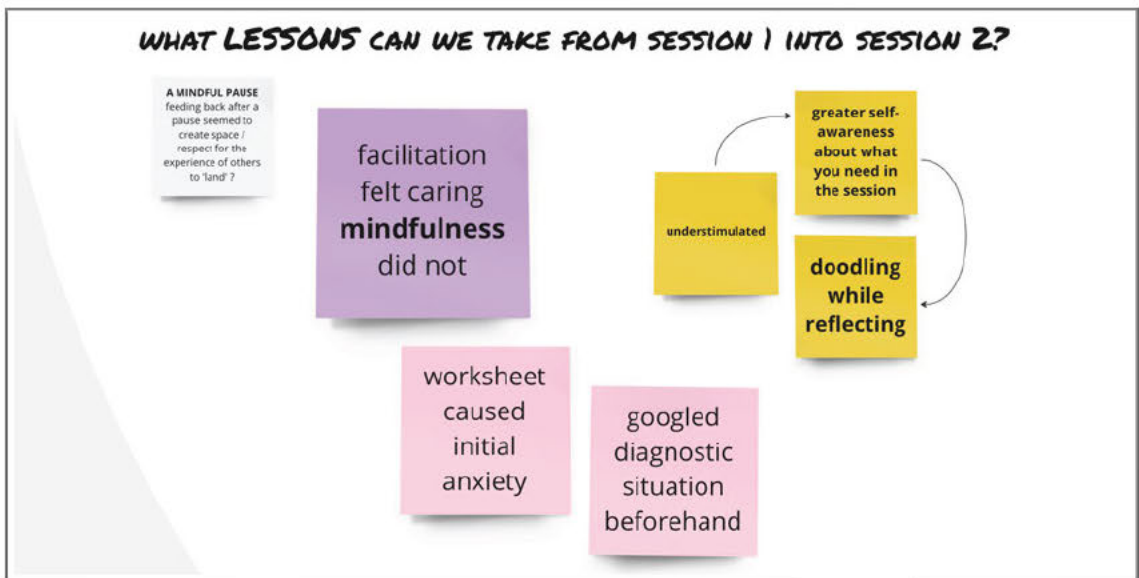 WHAT LESSONS CAN WE TAKE FROM SESSION 1 INTO SESSION 2?
A MINDFUL PAUSE
feeding back after a
pause seemed to
create space /
respect for the
experience of others
to 'land' ?
facilitation
felt caring
mindfulness
did not
understimulated
greater self-
awareness
about what
you need in
the session
doodling
while
reflecting
worksheet
caused
initial
anxiety
googled
diagnostic
situation
beforehand